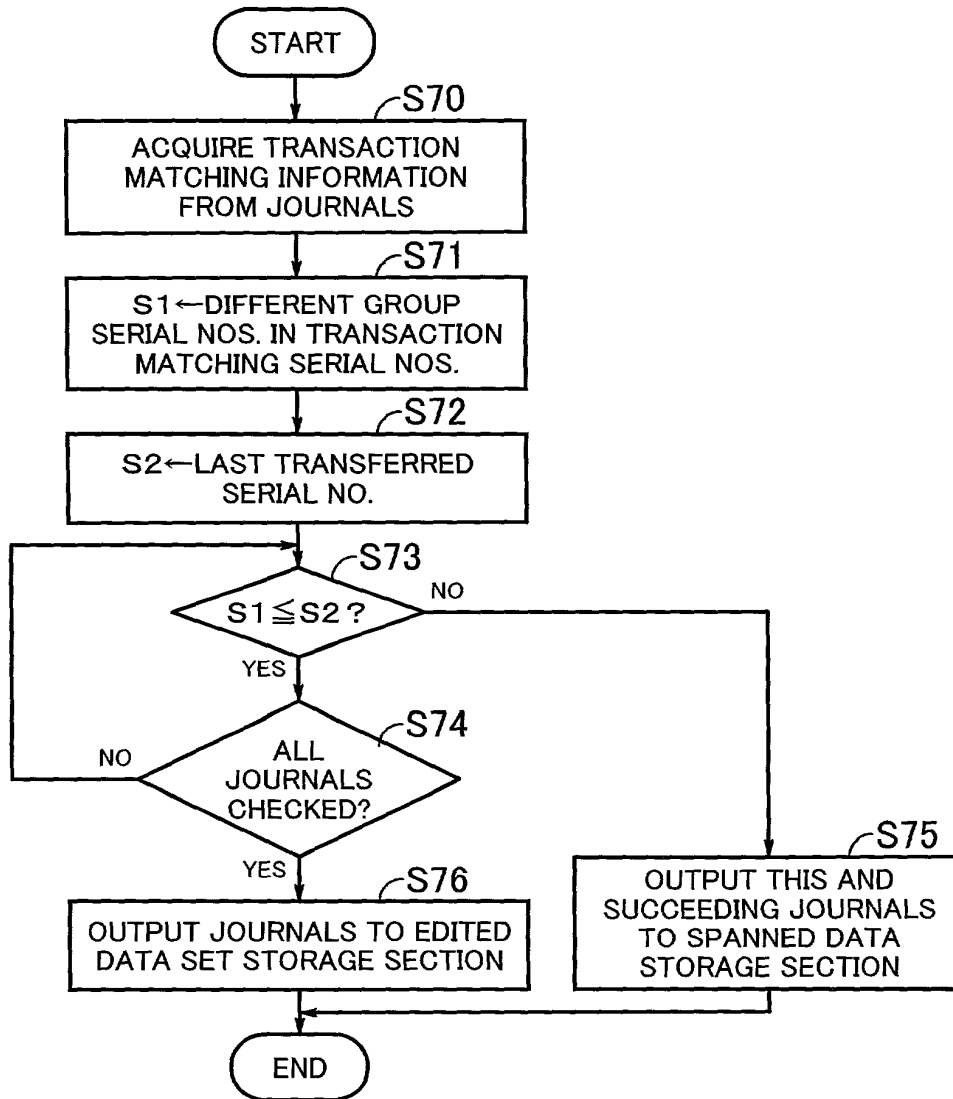 START
S70
ACQUIRE TRANSACTION
MATCHING INFORMATION
FROM JOURNALS
S71
S1←DIFFERENT GROUP
SERIAL NOS. IN TRANSACTION
MATCHING SERIAL NOS.
S72
S2←LAST TRANSFERRED
SERIAL NO.
S73
S1≦S2?
NO
YES
S74
ALL
JOURNALS
CHECKED?
NO
YES
S75
OUTPUT THIS AND
SUCCEEDING JOURNALS
TO SPANNED DATA
STORAGE SECTION
S76
OUTPUT JOURNALS TO EDITED
DATA SET STORAGE SECTION
END